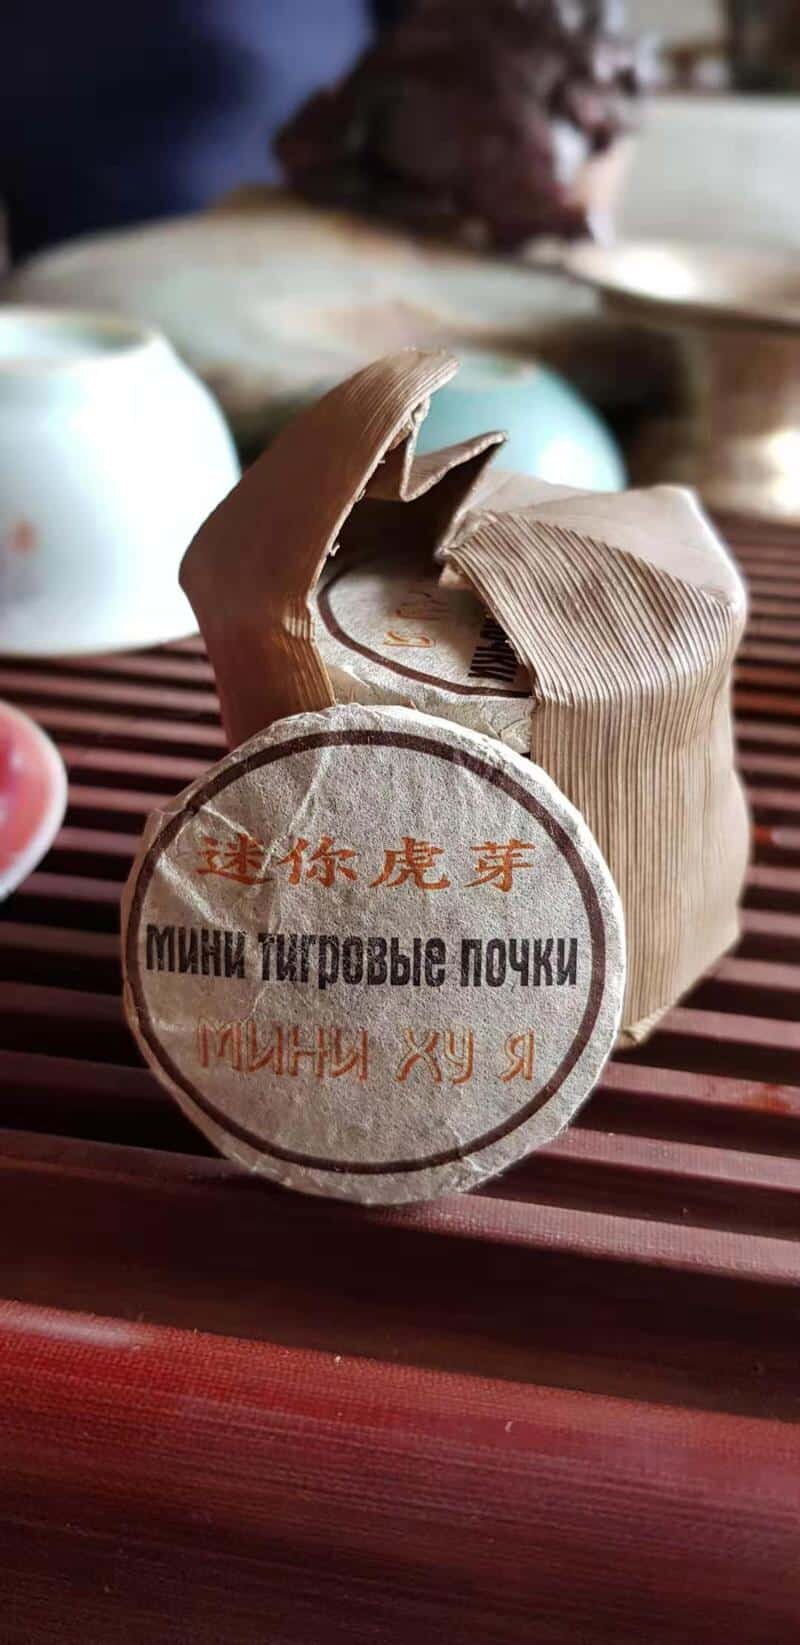 迷你虎芽
мини тигровые почки
мини ху я